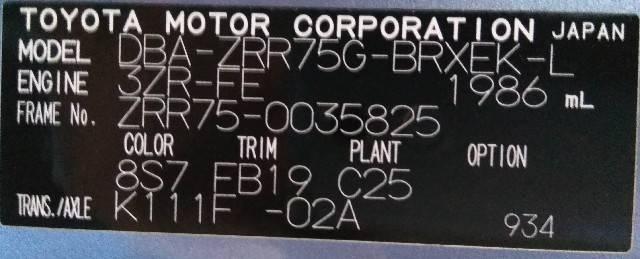 TOYOTA MOTOR CORPORATION JAPAN
MODEL DBA-ZRR75G-BRXEK-L
ENGINE 3ZR-FE 1986 mL
FRAME No. ZRR75-0035825
COLOR TRIM PLANT OPTION
8S7 FB19 C25
TRANS./AXLE K111F -02A 934